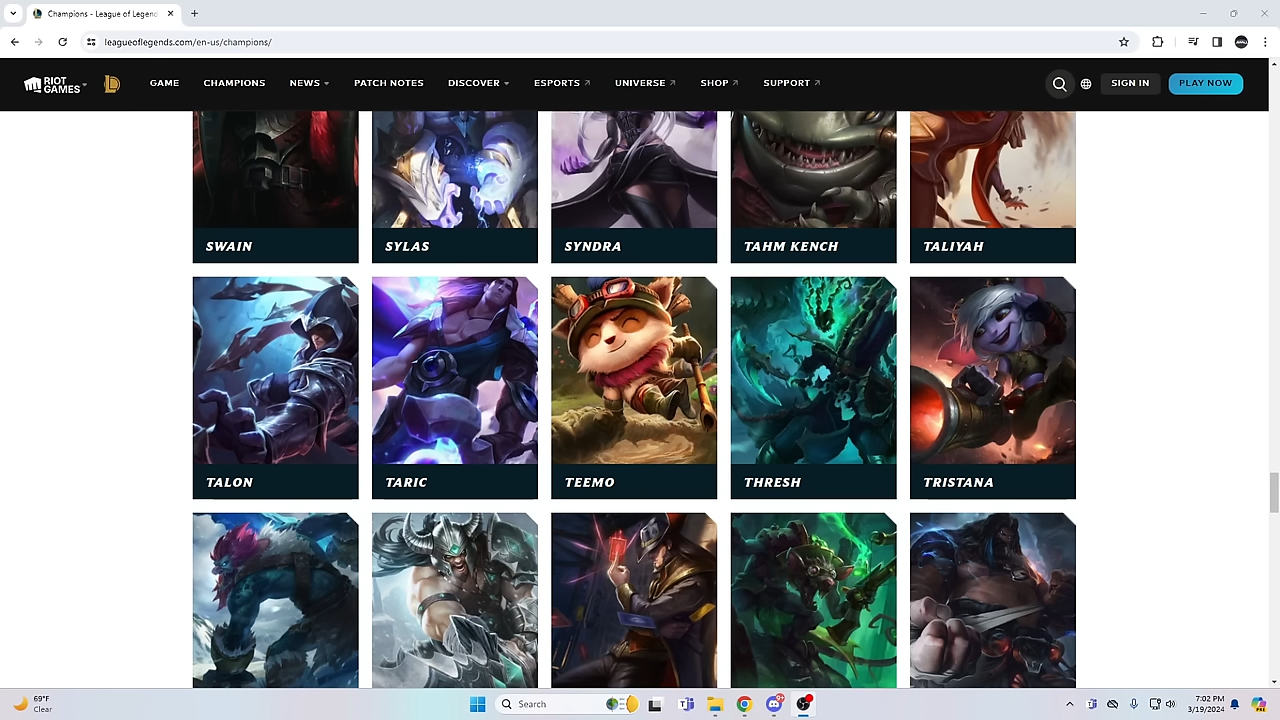 Champions - League of Legend
leagueoflegends.com/en-us/champions/
RIOT GAMES
GAME
CHAMPIONS
NEWS
PATCH NOTES
DISCOVER
ESPORTS
UNIVERSE
SHOP
SUPPORT
SIGN IN
PLAY NOW
SWAIN
SYLAS
SYNDRA
TAHM KENCH
TALIYAH
TALON
TARIC
TEEMO
THRESH
TRISTANA
69°F
Clear
Search
7:02 PM
3/19/2024